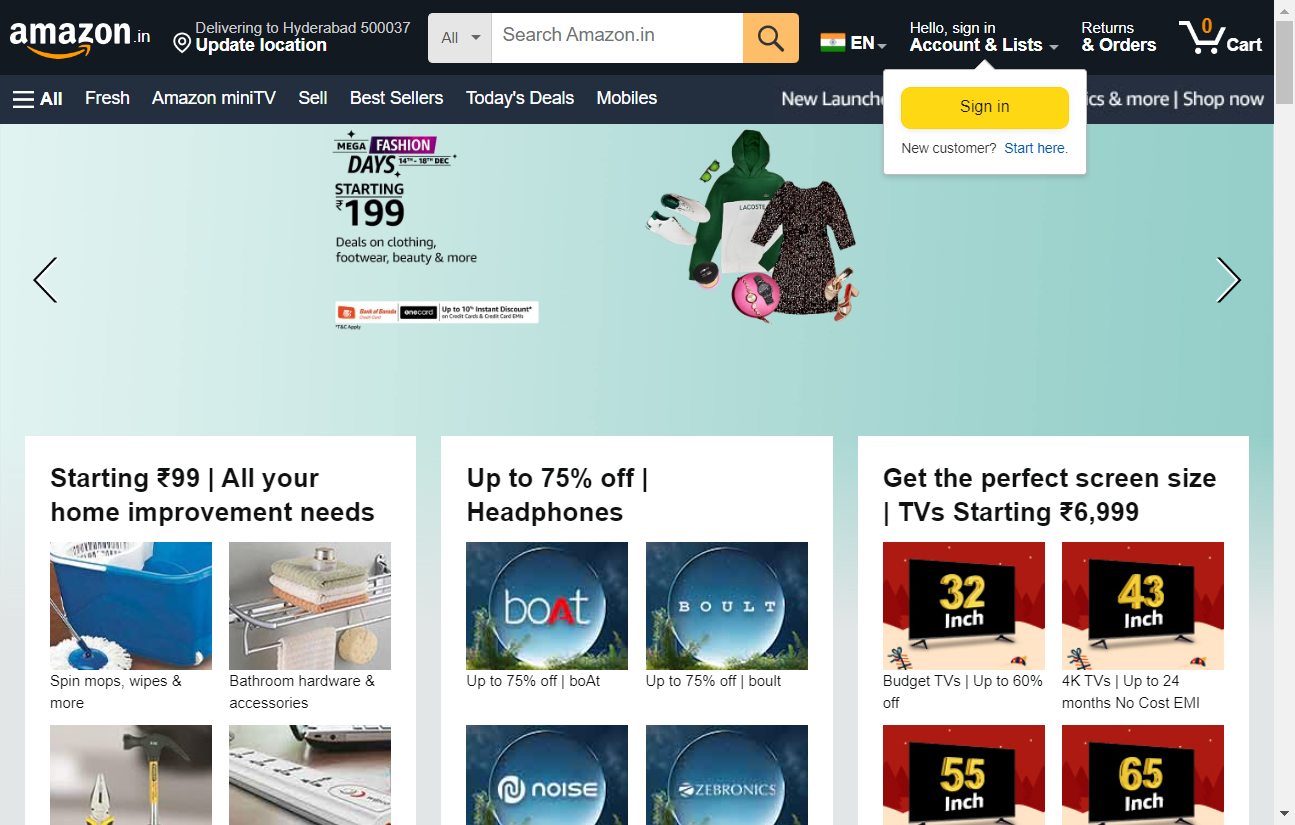 amazon.in
Delivering to Hyderabad 500037
Update location
All
Search Amazon.in
EN
Hello, sign in
Account & Lists
Returns
& Orders
0
Cart
All
Fresh
Amazon miniTV
Sell
Best Sellers
Today's Deals
Mobiles
New Launche
ics & more | Shop now
Sign in
New customer? Start here.
MEGA FASHION
DAYS 14TH - 18TH DEC
STARTING
₹199
Deals on clothing,
footwear, beauty & more
Bank of Baroda
Credit Card
onecard
Up to 10% Instant Discount*
on Credit Cards & Credit Card EMIs
*T&C Apply
LACOSTE
Starting ₹99 | All your
home improvement needs
Spin mops, wipes &
more
Bathroom hardware &
accessories
Up to 75% off |
Headphones
boAt
BOULT
Up to 75% off | boAt
Up to 75% off | boult
NOISE
ZEBRONICS
Get the perfect screen size
| TVs Starting ₹6,999
32
Inch
43
Inch
Budget TVs | Up to 60%
off
4K TVs | Up to 24
months No Cost EMI
55
Inch
65
Inch